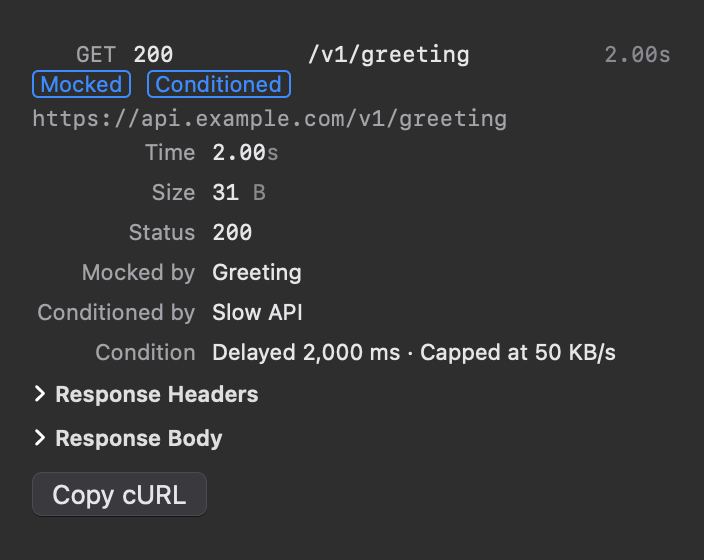 GET 200 /v1/greeting 2.00s
Mocked Conditioned
https://api.example.com/v1/greeting
Time 2.00s
Size 31 B
Status 200
Mocked by Greeting
Conditioned by Slow API
Condition Delayed 2,000 ms · Capped at 50 KB/s
Response Headers
Response Body
Copy cURL